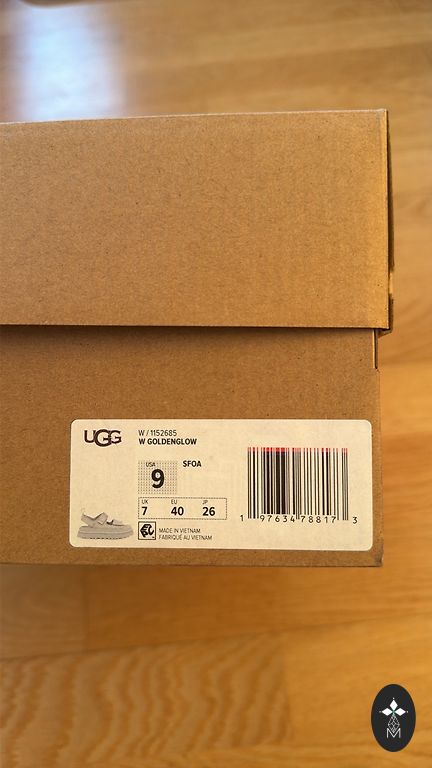 UGG
W / 1152685
W GOLDENGLOW
USA
9
SFOA
UK EU JP
7 40 26
MADE IN VIETNAM
FABRIQUÉ AU VIETNAM
1 97634 78817 3
M